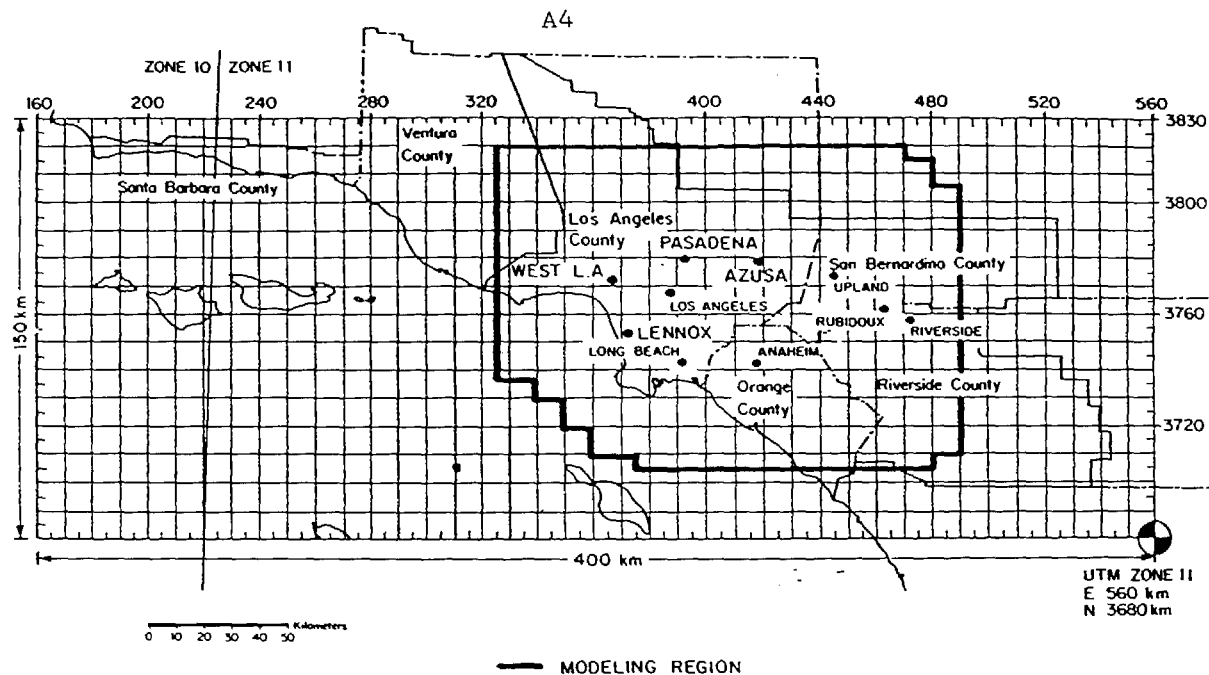 A4
ZONE 10 ZONE 11
160 200 240 280 320 400 440 480 520 560
3830
Ventura
County
Santa Barbara County
3800
Los Angeles
County
PASADENA
WEST L.A
AZUSA
San Bernardino County
UPLAND
LOS ANGELES
3760
RUBIDOUX
RIVERSIDE
LENNOX
LONG BEACH
ANAHEIM
Orange
County
Riverside County
3720
150 km
400 km
UTM ZONE 11
E 560 km
N 3680 km
0 10 20 30 40 50 Kilometers
MODELING REGION